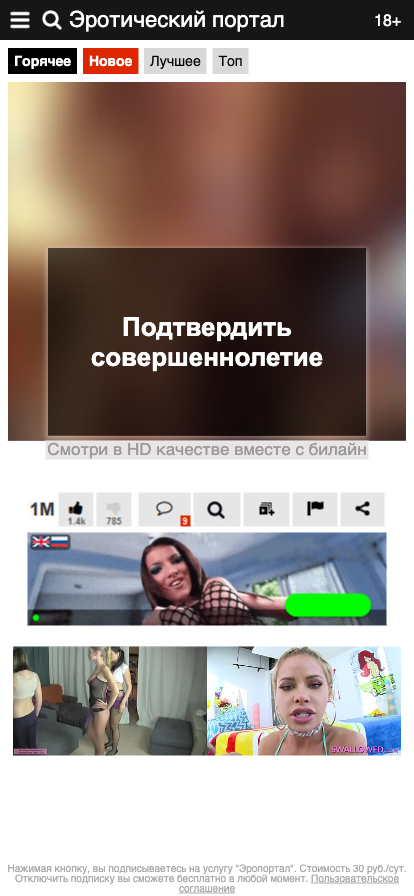 Эротический портал 18+
Горячее Новое Лучшее Топ
Подтвердить
совершеннолетие
Смотри в HD качестве вместе с билайн
1M 1.4k 785 9
SWALLOWED.com
Нажимая кнопку, вы подписываетесь на услугу "Эропортал". Стоимость 30 руб./сут.
Отключить подписку вы сможете бесплатно в любой момент. Пользовательское
соглашение